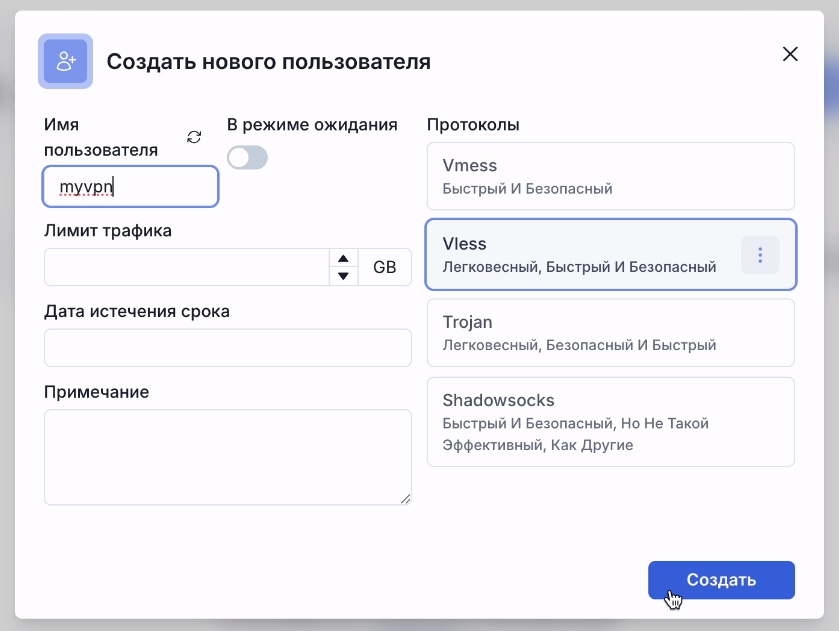 Создать нового пользователя
Имя
пользователя
myvpn
В режиме ожидания
Лимит трафика
GB
Дата истечения срока
Примечание
Протоколы
Vmess
Быстрый И Безопасный
Vless
Легковесный, Быстрый И Безопасный
Trojan
Легковесный, Безопасный И Быстрый
Shadowsocks
Быстрый И Безопасный, Но Не Такой
Эффективный, Как Другие
Создать